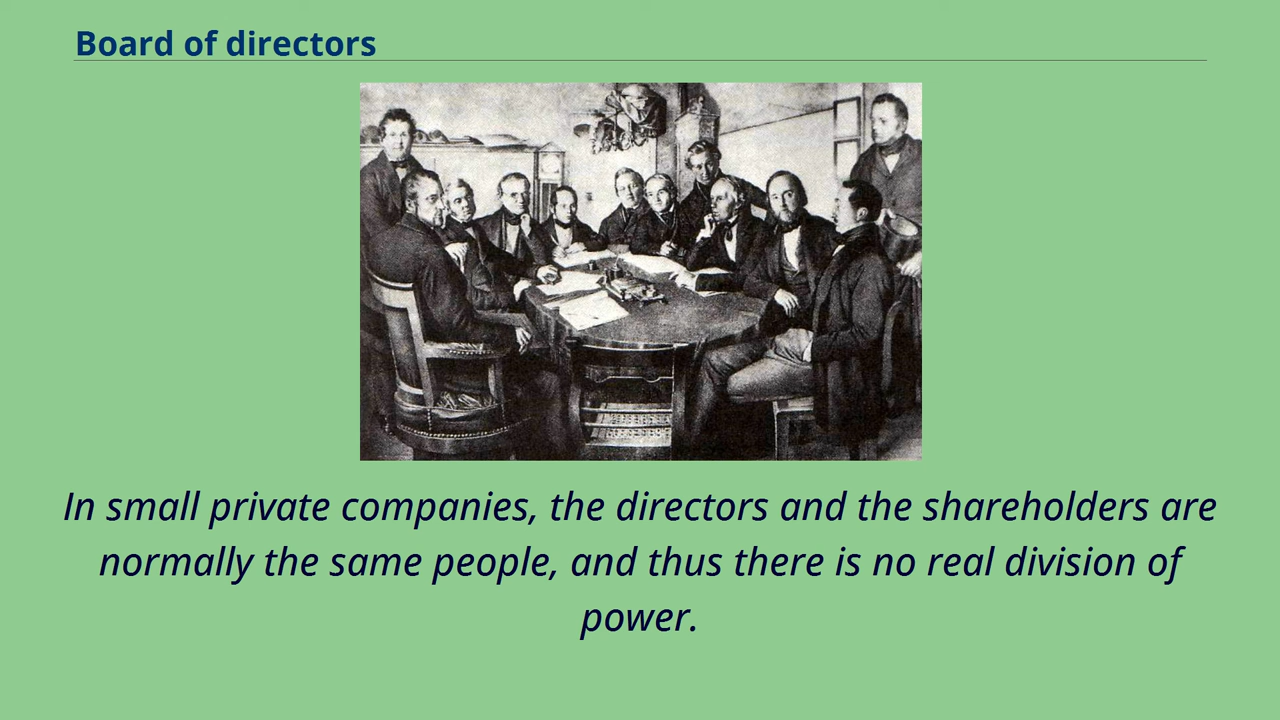 Board of directors
In small private companies, the directors and the shareholders are
normally the same people, and thus there is no real division of
power.